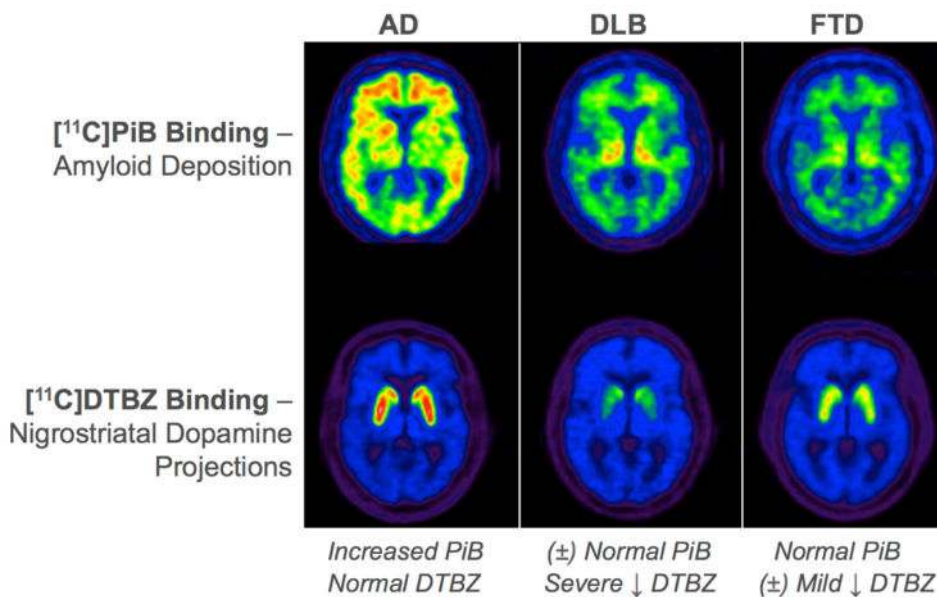 AD
DLB
FTD
[¹¹C]PiB Binding –
Amyloid Deposition
[¹¹C]DTBZ Binding –
Nigrostriatal Dopamine
Projections
Increased PiB
Normal DTBZ
(±) Normal PiB
Severe ↓ DTBZ
Normal PiB
(±) Mild ↓ DTBZ